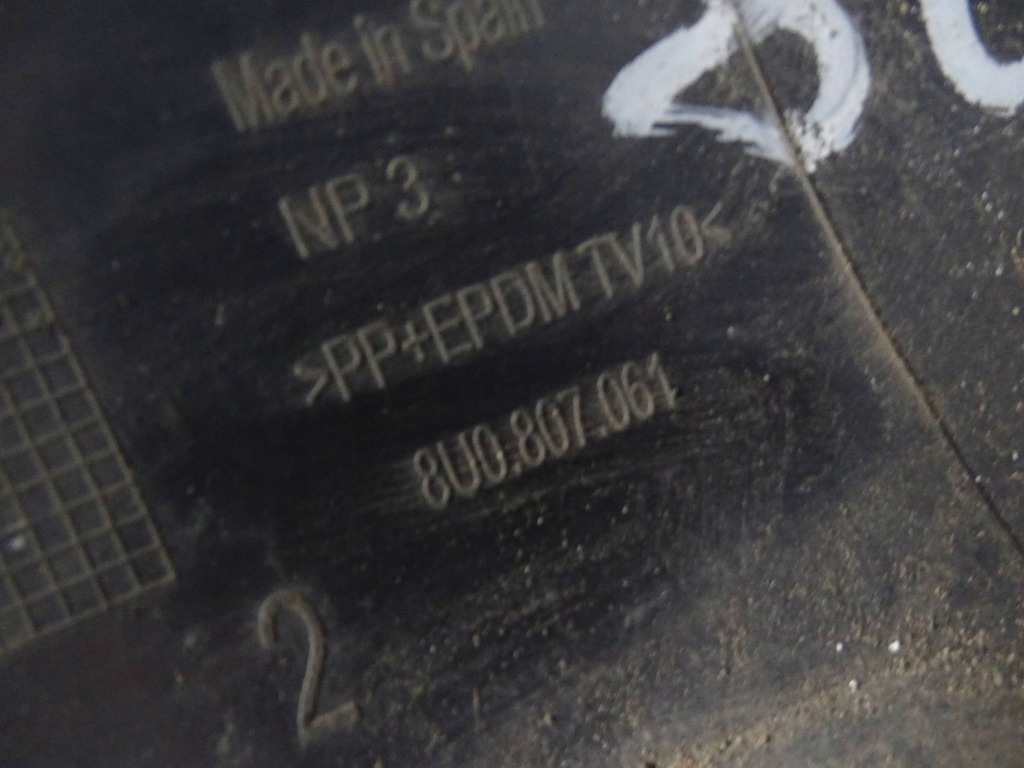 Made in Spain
NP 3
>PP+EPDM TV10<
8U0.807.061
2